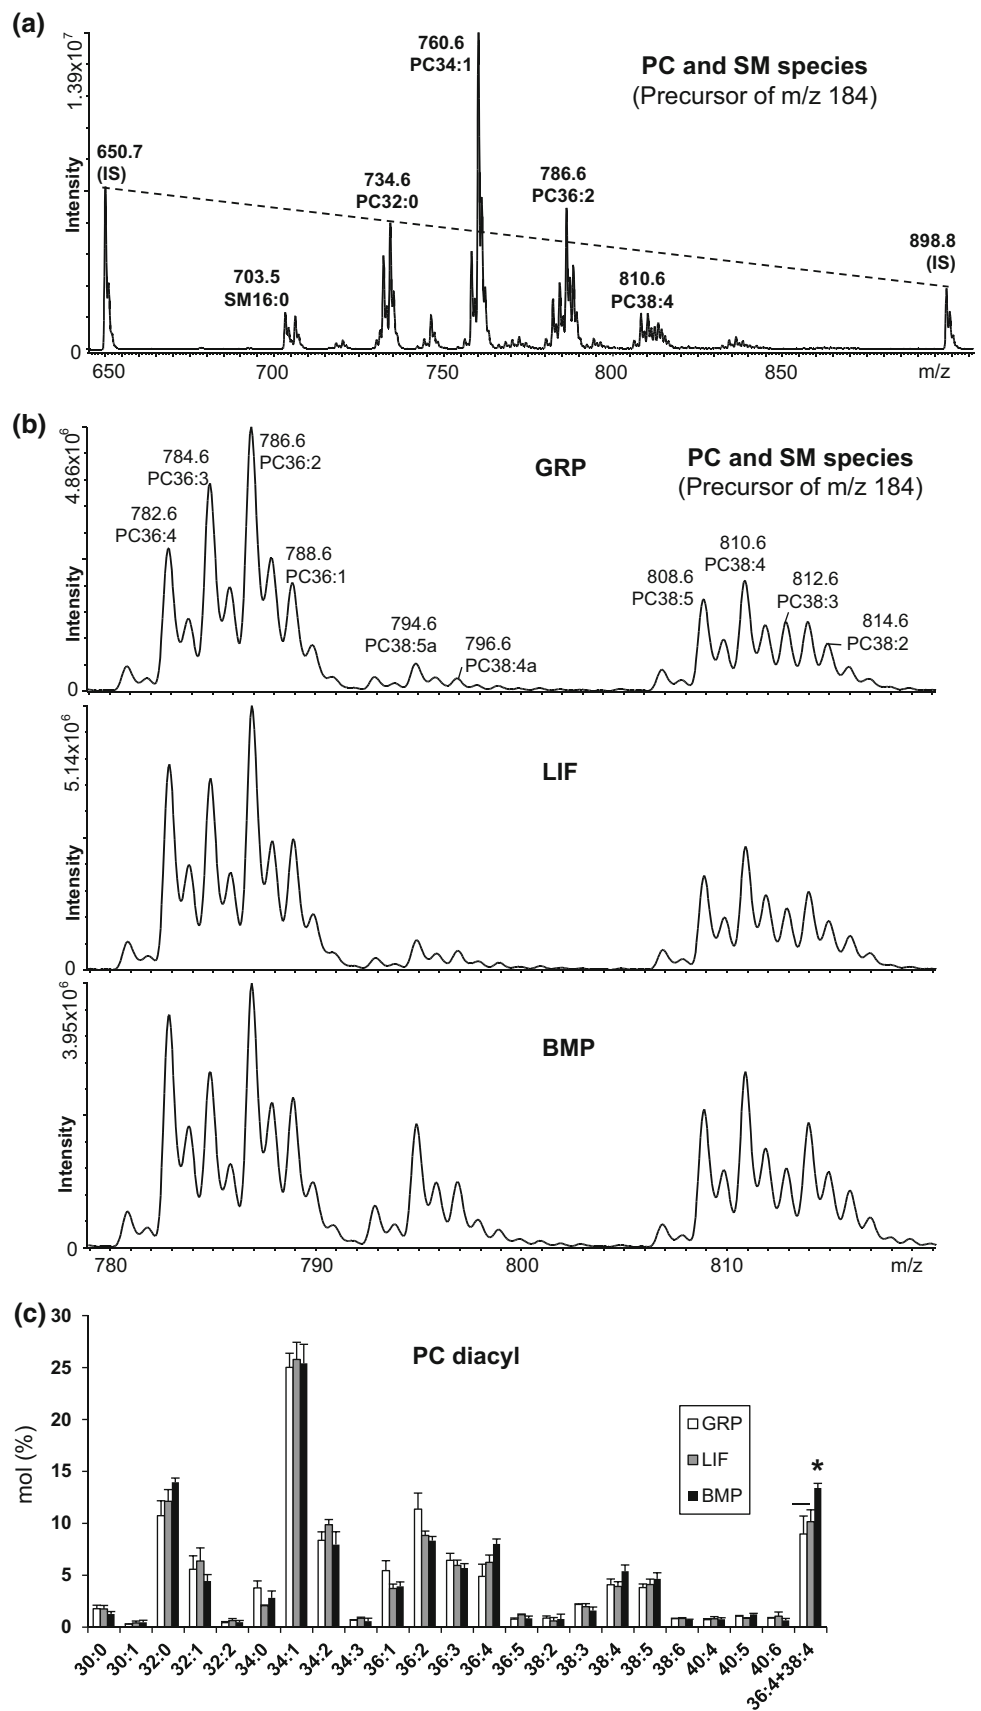 (a)
1.39x10⁷
Intensity
0
650.7
(IS)
703.5
SM16:0
734.6
PC32:0
760.6
PC34:1
786.6
PC36:2
810.6
PC38:4
898.8
(IS)
PC and SM species
(Precursor of m/z 184)
650
700
750
800
850
m/z
(b)
4.86x10⁶
Intensity
0
782.6
PC36:4
784.6
PC36:3
786.6
PC36:2
788.6
PC36:1
794.6
PC38:5a
796.6
PC38:4a
GRP
PC and SM species
(Precursor of m/z 184)
808.6
PC38:5
810.6
PC38:4
812.6
PC38:3
814.6
PC38:2
5.14x10⁶
Intensity
0
LIF
3.95x10⁶
Intensity
0
BMP
780
790
800
810
m/z
(c)
PC diacyl
mol (%)
30
25
20
15
10
5
0
GRP
LIF
BMP
*
30:0
30:1
32:0
32:1
32:2
34:0
34:1
34:2
34:3
36:1
36:2
36:3
36:4
36:5
38:2
38:3
38:4
38:5
38:6
40:4
40:5
40:6
36:4+38:4